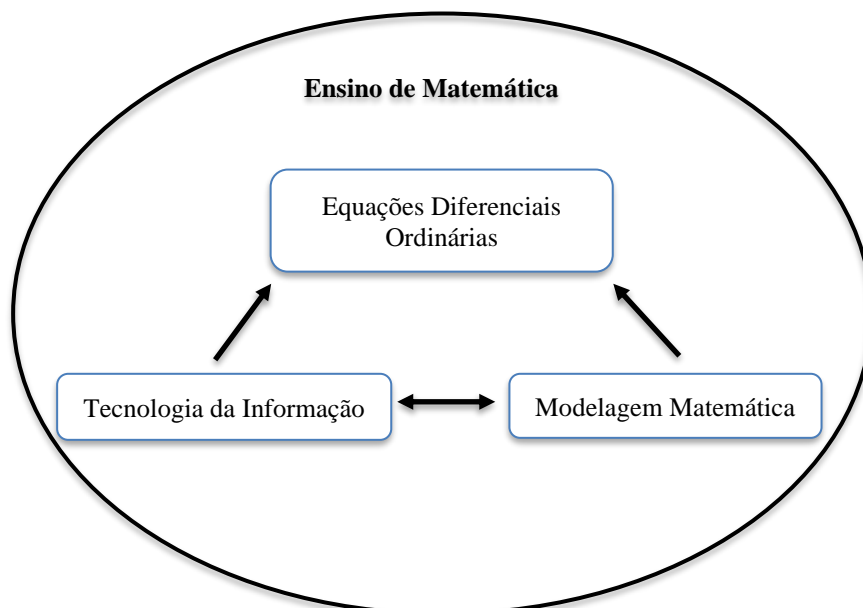 Ensino de Matemática
Equações Diferenciais
Ordinárias
Tecnologia da Informação
Modelagem Matemática